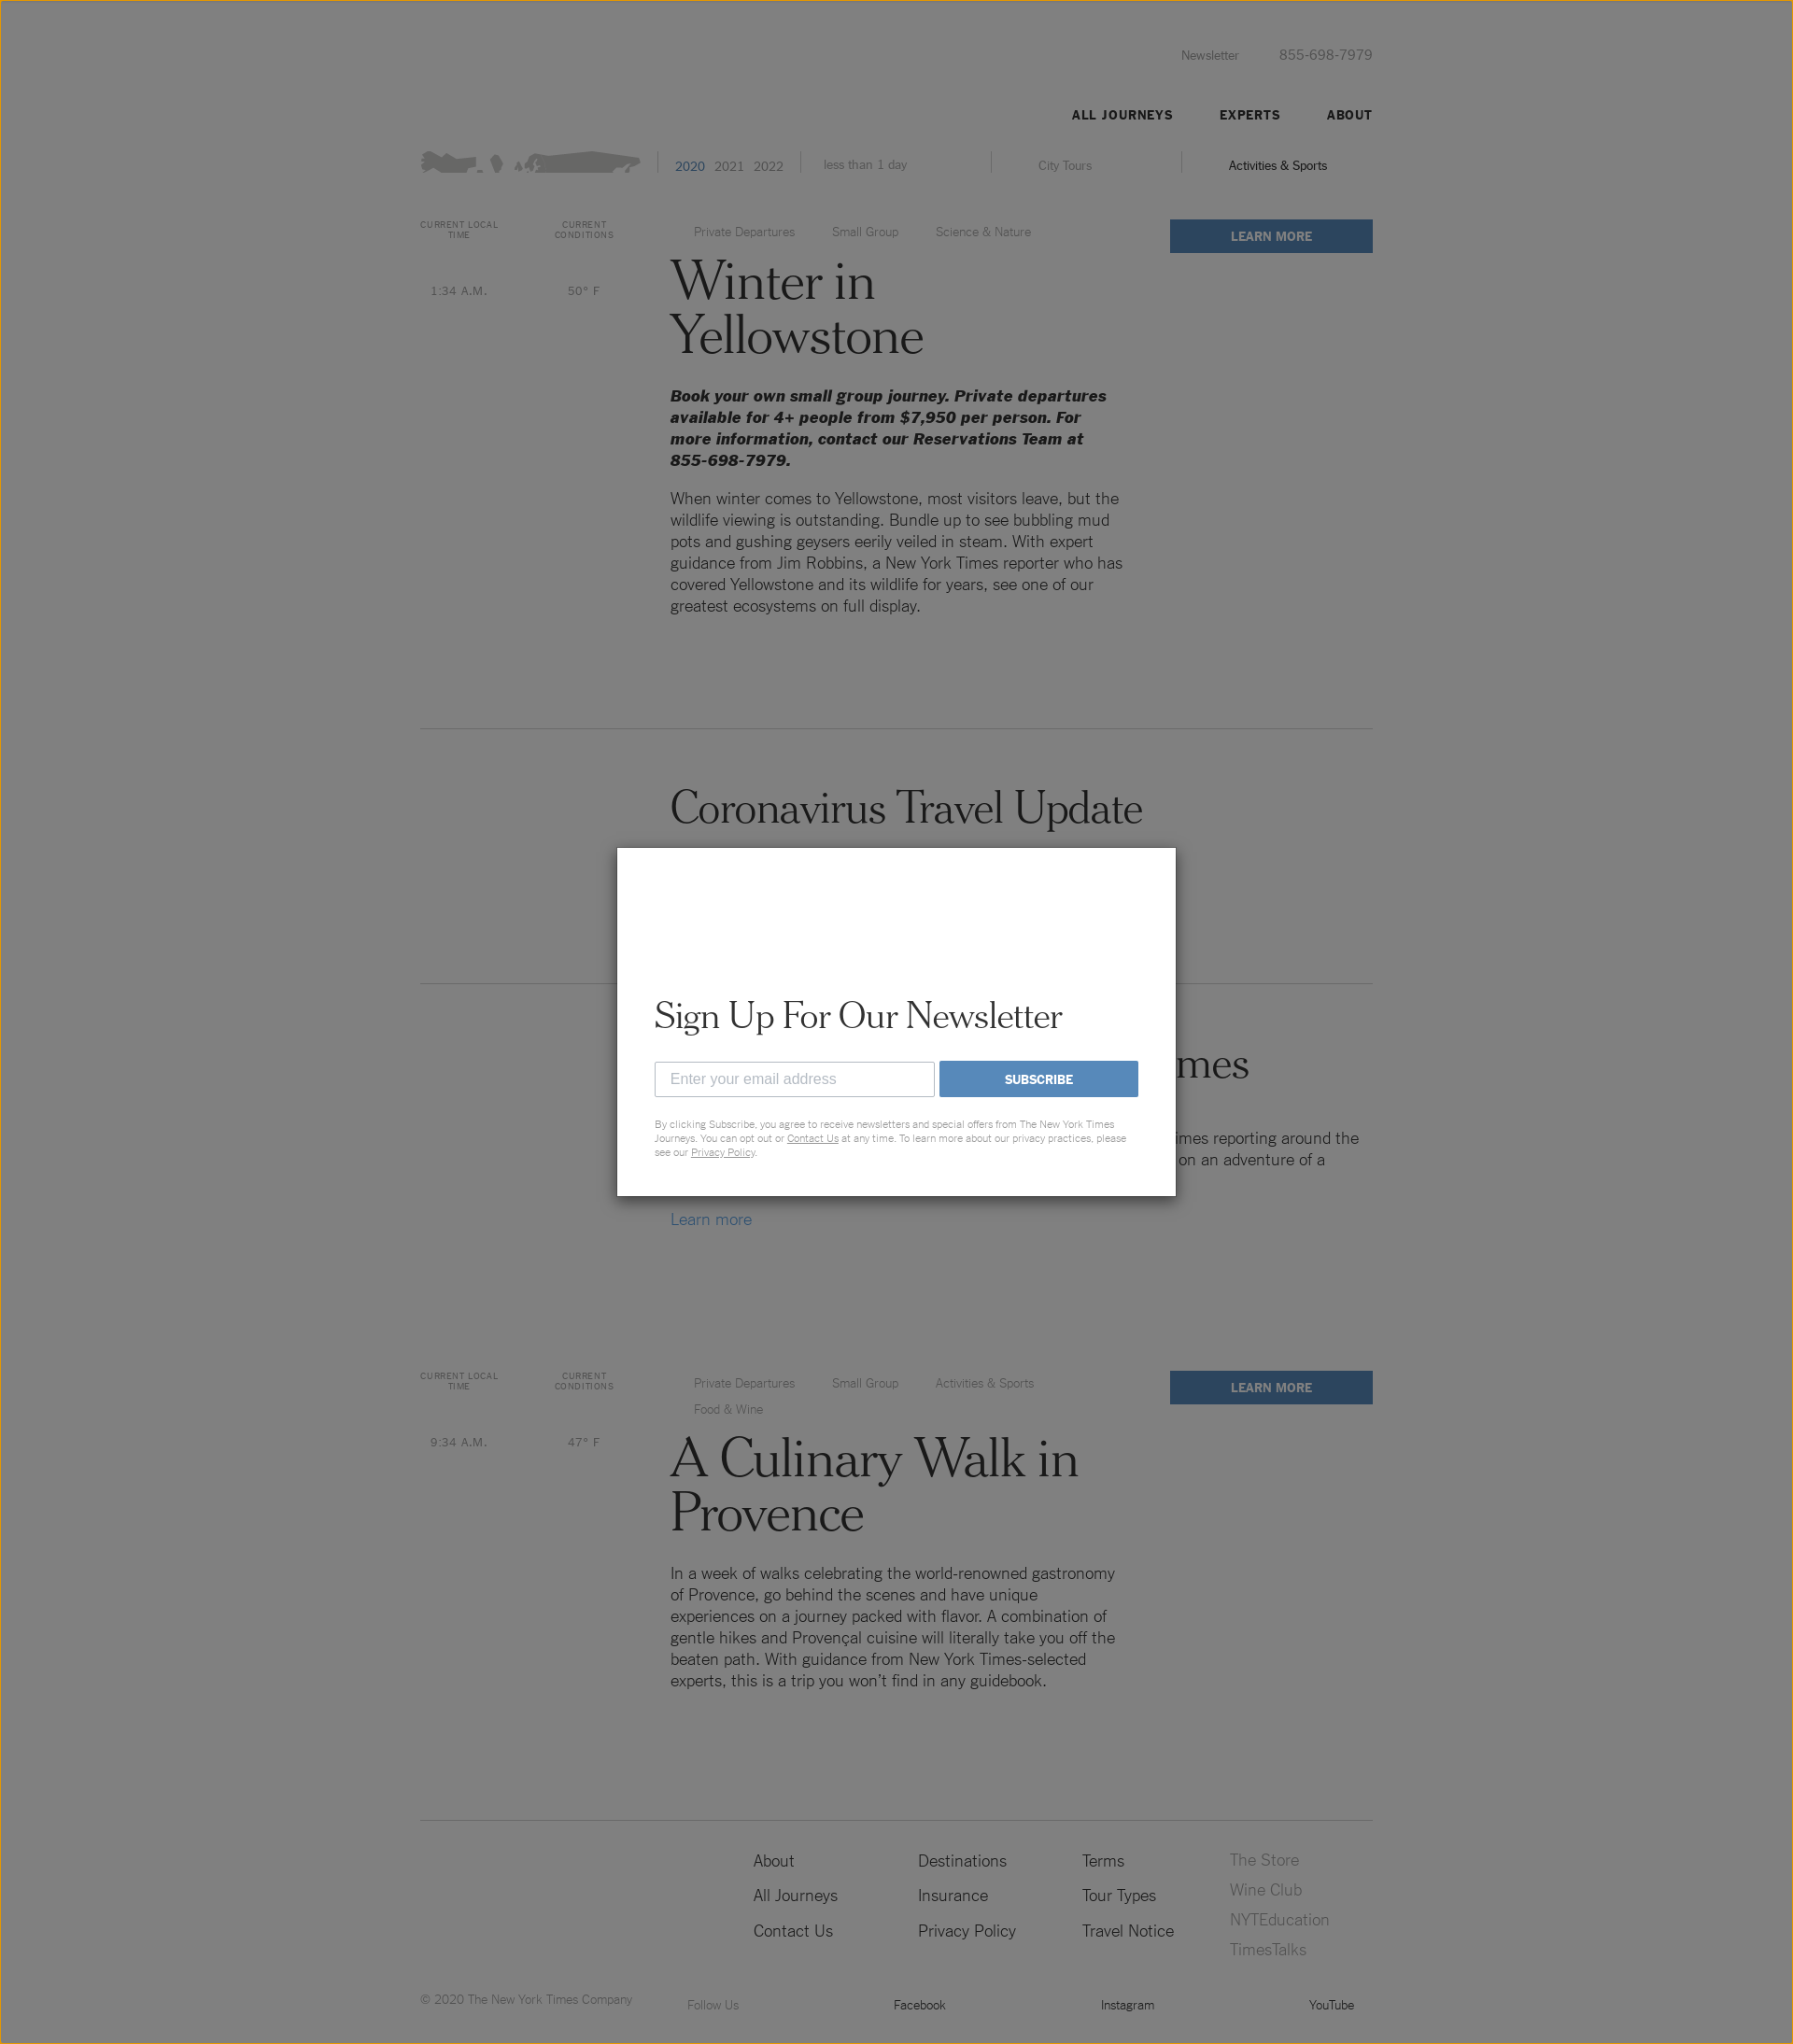 Newsletter 855-698-7979
ALL JOURNEYS EXPERTS ABOUT
2020 2021 2022 less than 1 day City Tours Activities & Sports
CURRENT LOCAL
TIME
1:34 A.M.
CURRENT
CONDITIONS
50° F
Private Departures Small Group Science & Nature
LEARN MORE
Winter in
Yellowstone
Book your own small group journey. Private departures
available for 4+ people from $7,950 per person. For
more information, contact our Reservations Team at
855-698-7979.
When winter comes to Yellowstone, most visitors leave, but the
wildlife viewing is outstanding. Bundle up to see bubbling mud
pots and gushing geysers eerily veiled in steam. With expert
guidance from Jim Robbins, a New York Times reporter who has
covered Yellowstone and its wildlife for years, see one of our
greatest ecosystems on full display.
Coronavirus Travel Update
Sign Up For Our Newsletter
Enter your email address
SUBSCRIBE
By clicking Subscribe, you agree to receive newsletters and special offers from The New York Times
Journeys. You can opt out or Contact Us at any time. To learn more about our privacy practices, please
see our Privacy Policy.
mes
imes reporting around the
on an adventure of a
Learn more
CURRENT LOCAL
TIME
9:34 A.M.
CURRENT
CONDITIONS
47° F
Private Departures Small Group Activities & Sports
Food & Wine
LEARN MORE
A Culinary Walk in
Provence
In a week of walks celebrating the world-renowned gastronomy
of Provence, go behind the scenes and have unique
experiences on a journey packed with flavor. A combination of
gentle hikes and Provençal cuisine will literally take you off the
beaten path. With guidance from New York Times-selected
experts, this is a trip you won’t find in any guidebook.
About
All Journeys
Contact Us
Destinations
Insurance
Privacy Policy
Terms
Tour Types
Travel Notice
The Store
Wine Club
NYTEducation
TimesTalks
© 2020 The New York Times Company
Follow Us Facebook Instagram YouTube